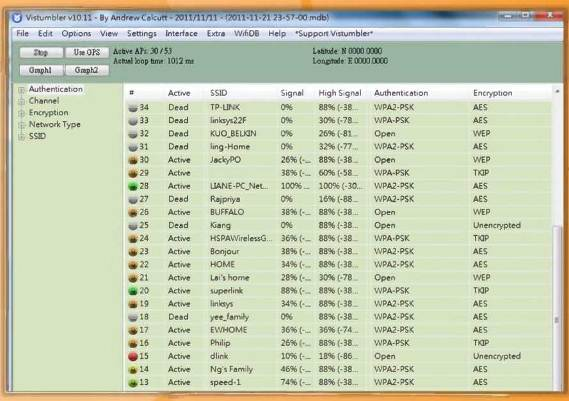 Vistumbler v10.11 - By Andrew Calcutt - 2011/11/11 - (2011-11-21 23-57-00.mdb)
File Edit Options View Settings Interface Extra WifiDB Help *Support Vistumbler*
Stop Use GPS Active APs: 30 / 53 Latitude: N 0000.0000
Actual loop time: 1012 ms Longitude: E 0000.0000
Graph1 Graph2
Authentication
Channel
Encryption
Network Type
SSID
# Active SSID Signal High Signal Authentication Encryption
34 Dead TP-LINK 0% 88% (-38... WPA2-PSK AES
33 Dead linksys22F 0% 30% (-78... WPA-PSK AES
32 Dead KUO_BELKIN 0% 26% (-81... Open WEP
31 Dead ling-Home 0% 32% (-77... WPA2-PSK AES
30 Active JackyPO 26% (-... 88% (-38... Open WEP
29 Active 38% (-... 60% (-58... WPA-PSK TKIP
28 Active LIANE-PC_Net... 100% ... 100% (-30... WPA2-PSK AES
27 Dead Rajpriya 0% 16% (-88... WPA2-PSK AES
26 Active BUFFALO 38% (-... 88% (-38... Open WEP
25 Dead Kiang 0% 88% (-38... Open Unencrypted
24 Active HSPAWirelessG... 36% (-... 88% (-38... WPA-PSK TKIP
23 Active Bonjour 38% (-... 88% (-38... WPA2-PSK AES
22 Active HOME 34% (-... 88% (-38... WPA2-PSK AES
21 Active Lai's home 28% (-... 30% (-78... Open WEP
20 Active superlink 88% (-... 88% (-38... WPA-PSK TKIP
19 Active linksys 34% (-... 88% (-38... WPA2-PSK AES
18 Dead yee_family 0% 88% (-38... WPA2-PSK AES
17 Active EWHOME 36% (-... 36% (-74... WPA2-PSK AES
16 Active Philip 26% (-... 88% (-38... WPA-PSK TKIP
15 Active dlink 10% (-... 18% (-86... Open Unencrypted
14 Active Ng's Family 46% (-... 88% (-38... WPA2-PSK AES
13 Active speed-1 74% (-... 88% (-38... WPA2-PSK AES